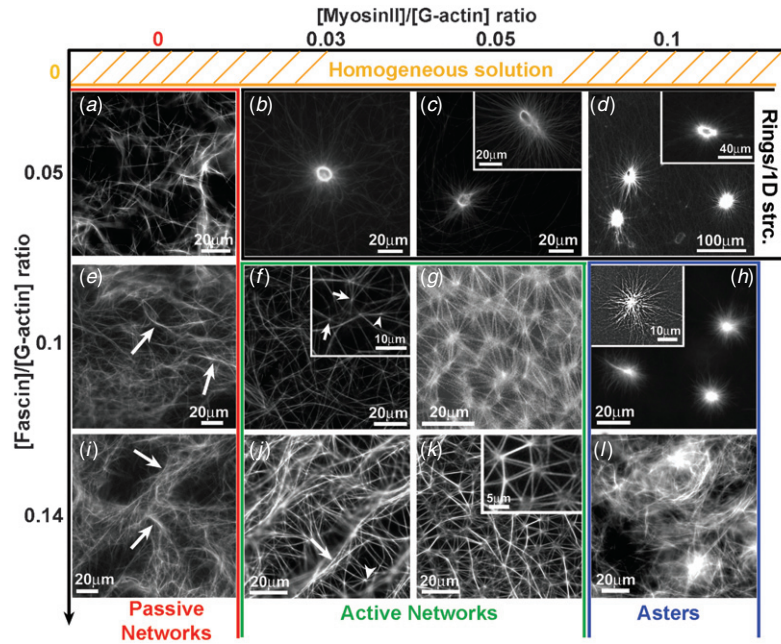 [MyosinII]/[G-actin] ratio
0 0.03 0.05 0.1
0 Homogeneous solution
(a) (b) (c) (d)
20μm 40μm
0.05
20μm 20μm 20μm 100μm
Rings/1D strc.
[Fascin]/[G-actin] ratio
(e) (f) (g) (h)
10μm 10μm
0.1
20μm 20μm 20μm 20μm
(i) (j) (k) (l)
5μm
0.14
20μm 20μm 20μm 20μm
Passive Active Networks Asters
Networks